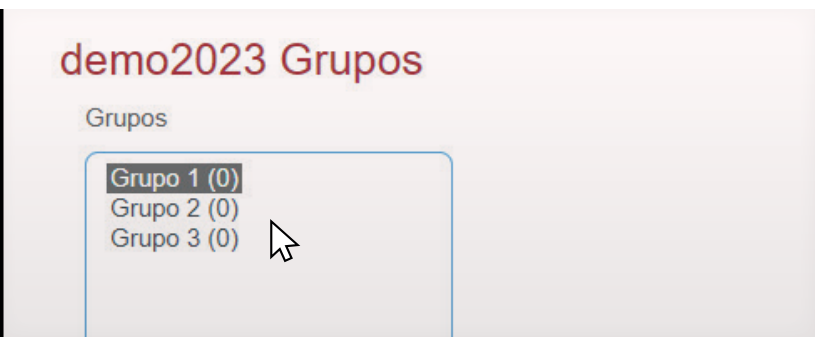 demo2023 Grupos
Grupos
Grupo 1 (0)
Grupo 2 (0)
Grupo 3 (0)